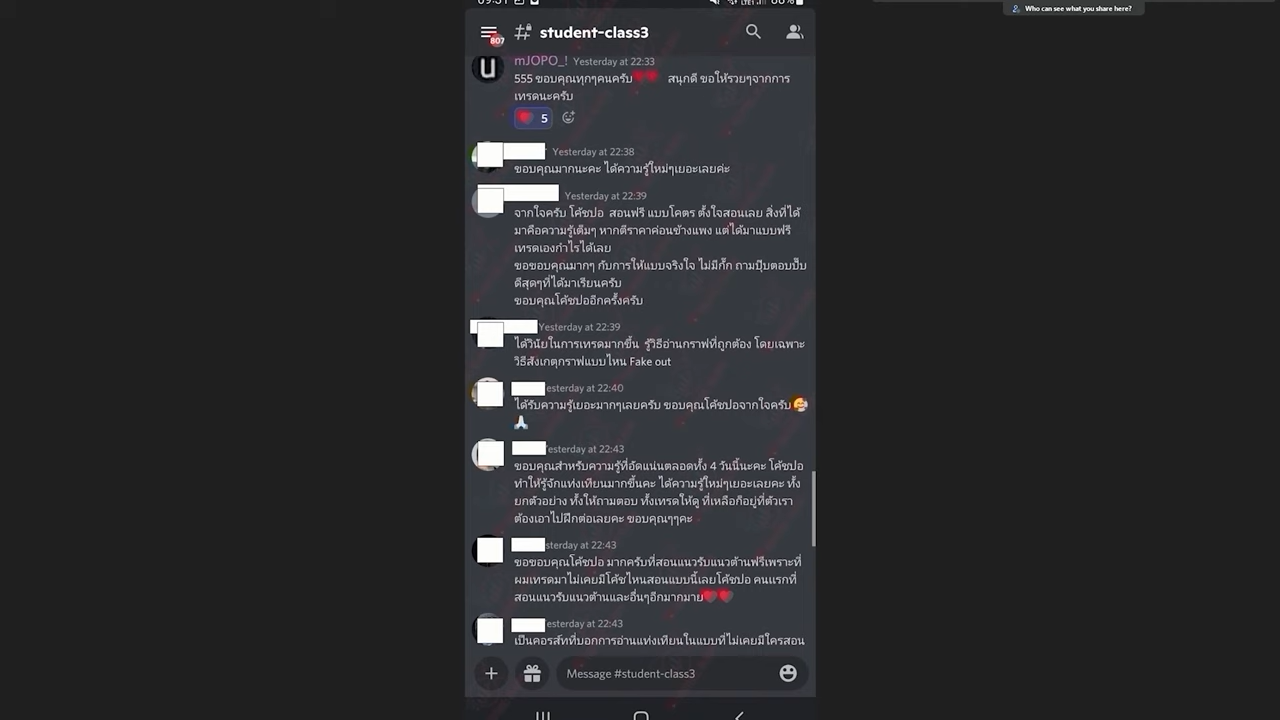 Who can see what you share here?
807
student-class3
mJOPO_! Yesterday at 22:33
555 ขอบคุณทุกๆคนครับ❤️❤️ สนุกดี ขอให้รวยๆจากการ
เทรดนะครับ
5
Yesterday at 22:38
ขอบคุณมากนะคะ ได้ความรู้ใหม่ๆเยอะเลยค่ะ
Yesterday at 22:39
จากใจครับ โค้ชปอ สอนฟรี แบบโคตร ตั้งใจสอนเลย สิ่งที่ได้
มาคือความรู้เต็มๆ หากตีราคาค่อนข้างแพง แต่ได้มาแบบฟรี
เทรดเองกำไรได้เลย
ขอขอบคุณมากๆ กับการให้แบบจริงใจ ไม่มีกั๊ก ถามปุ๊บตอบปั๊บ
ดีสุดๆที่ได้มาเรียนครับ
ขอบคุณโค้ชปออีกครั้งครับ
Yesterday at 22:39
ได้วินัยในการเทรดมากขึ้น รู้วิธีอ่านกราฟที่ถูกต้อง โดยเฉพาะ
วิธีสังเกตุกราฟแบบไหน Fake out
esterday at 22:40
ได้รับความรู้เยอะมากๆเลยครับ ขอบคุณโค้ชปอจากใจครับ🥰
🙏
esterday at 22:43
ขอบคุณสำหรับความรู้ที่อัดแน่นตลอดทั้ง 4 วันนี้นะคะ โค้ชปอ
ทำให้รู้จักแท่งเทียนมากขึ้นคะ ได้ความรู้ใหม่ๆเยอะเลยคะ ทั้ง
ยกตัวอย่าง ทั้งให้ถามตอบ ทั้งเทรดให้ดู ที่เหลือก็อยู่ที่ตัวเรา
ต้องเอาไปฝึกต่อเลยคะ ขอบคุณๆๆคะ
sterday at 22:43
ขอขอบคุณโค้ชปอ มากครับที่สอนแนวรับแนวต้านฟรีเพราะที่
ผมเทรดมาไม่เคยมีโค้ชไหนสอนแบบนี้เลยโค้ชปอ คนแรกที่
สอนแนวรับแนวต้านและอื่นๆอีกมากมาย❤️❤️
esterday at 22:43
เป็นคอรส์ทที่บอกการอ่านแท่งเทียนในแบบที่ไม่เคยมีใครสอน
Message #student-class3